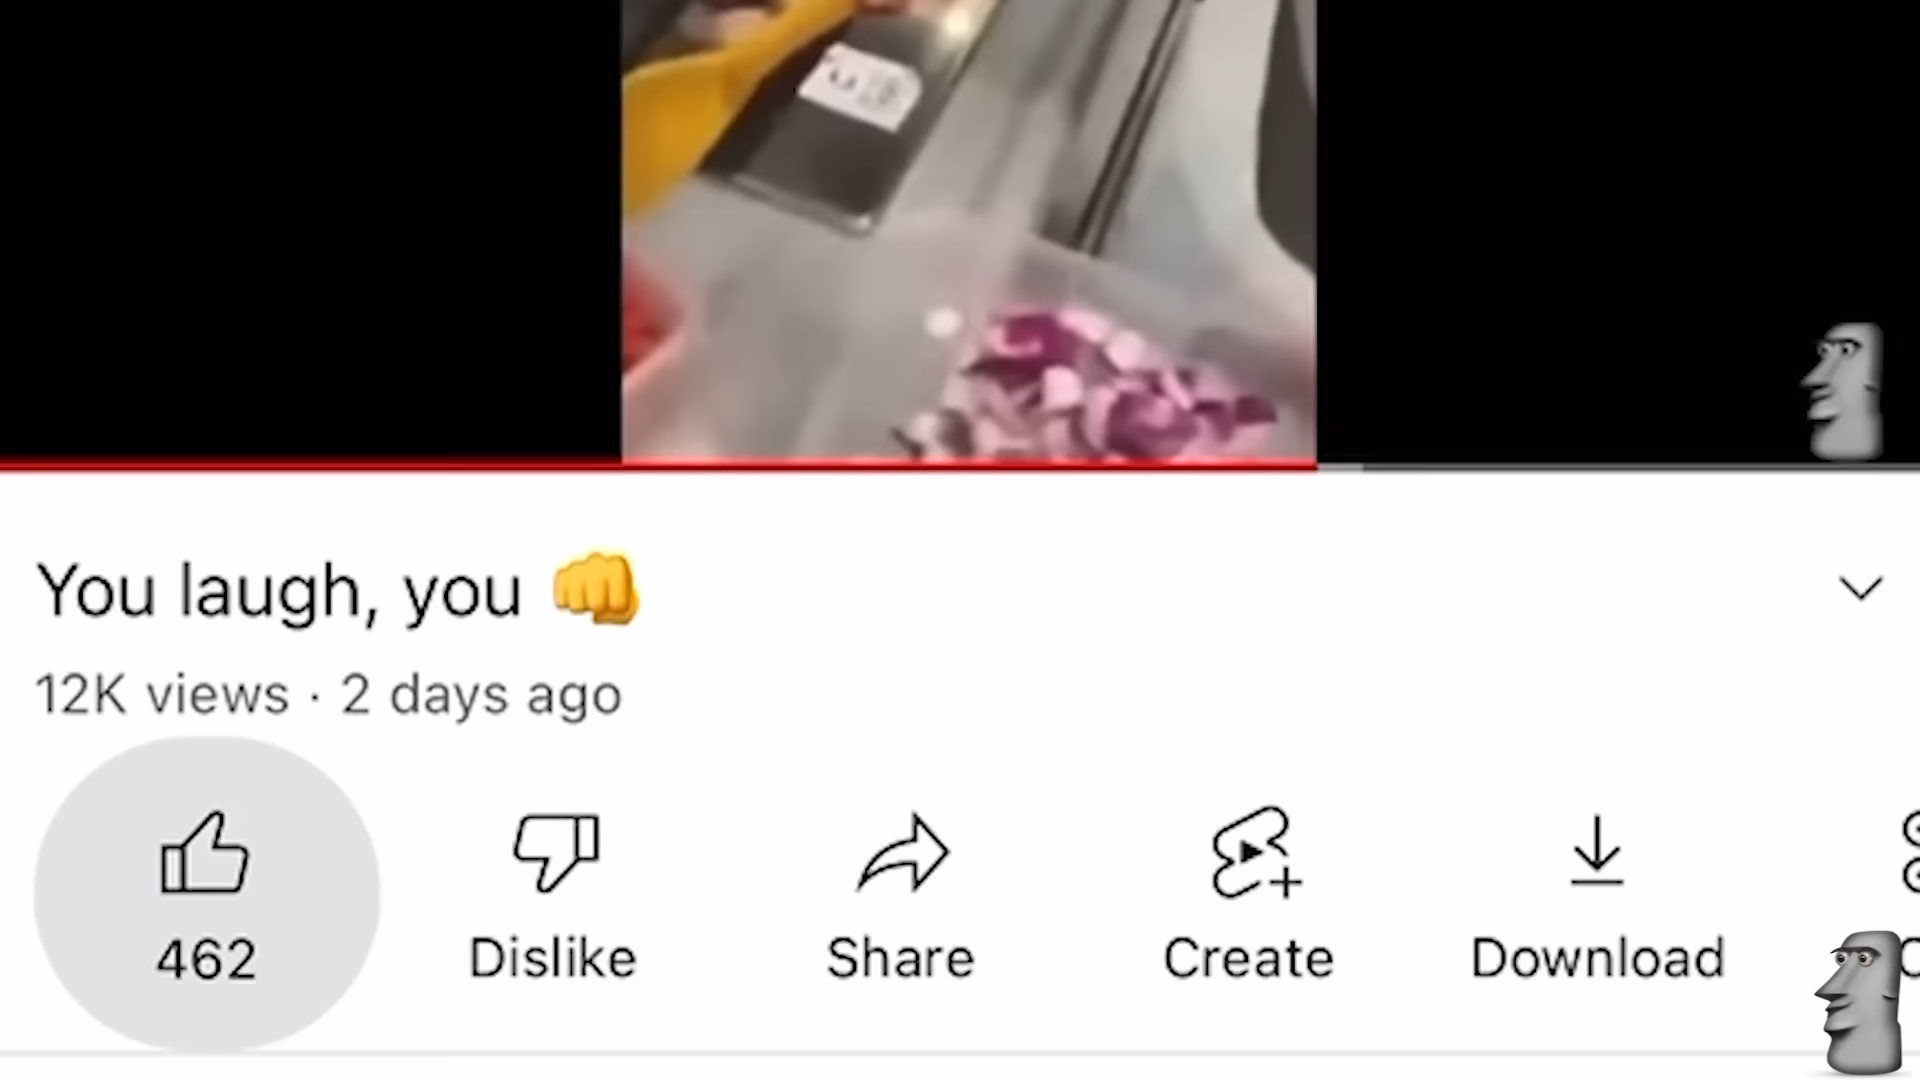 You laugh, you 👊
12K views · 2 days ago
462
Dislike
Share
Create
Download